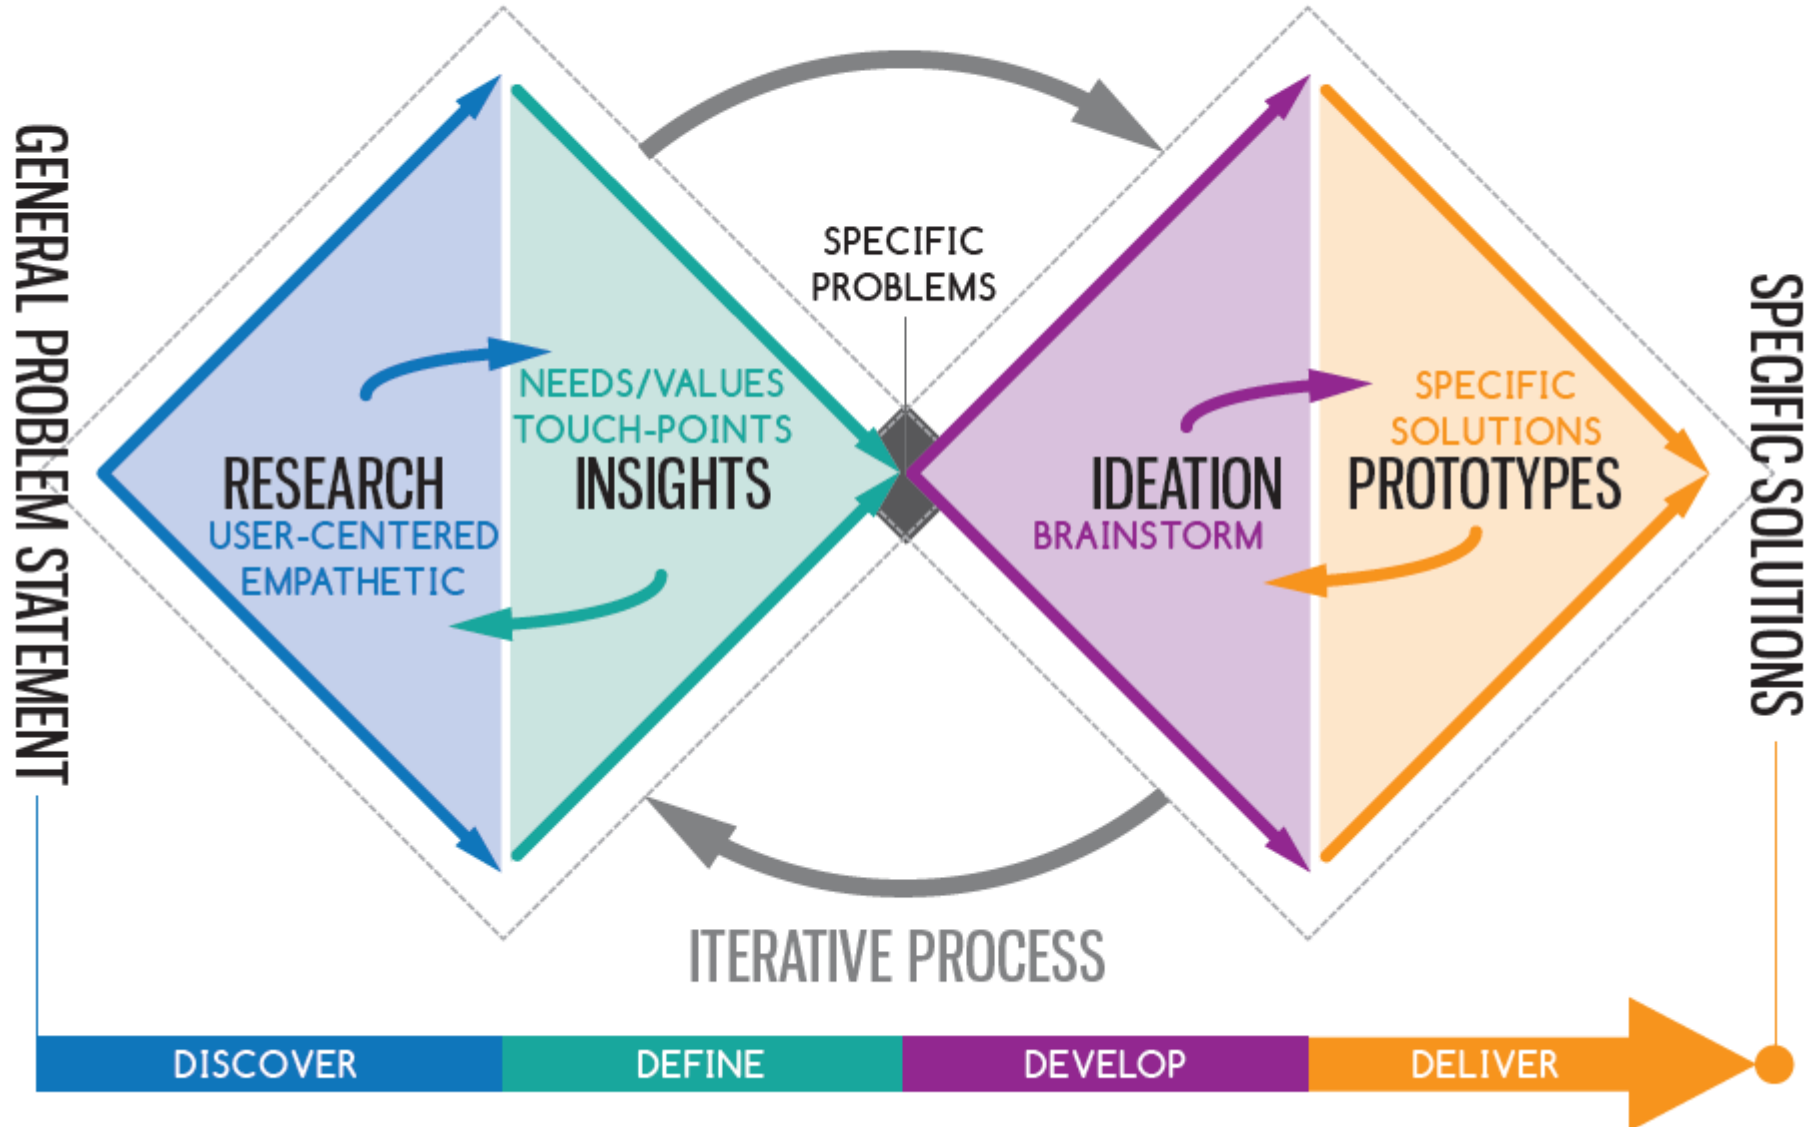 GENERAL PROBLEM STATEMENT
SPECIFIC
PROBLEMS
RESEARCH
USER-CENTERED
EMPATHETIC
NEEDS/VALUES
TOUCH-POINTS
INSIGHTS
IDEATION
BRAINSTORM
SPECIFIC
SOLUTIONS
PROTOTYPES
SPECIFIC SOLUTIONS
ITERATIVE PROCESS
DISCOVER
DEFINE
DEVELOP
DELIVER